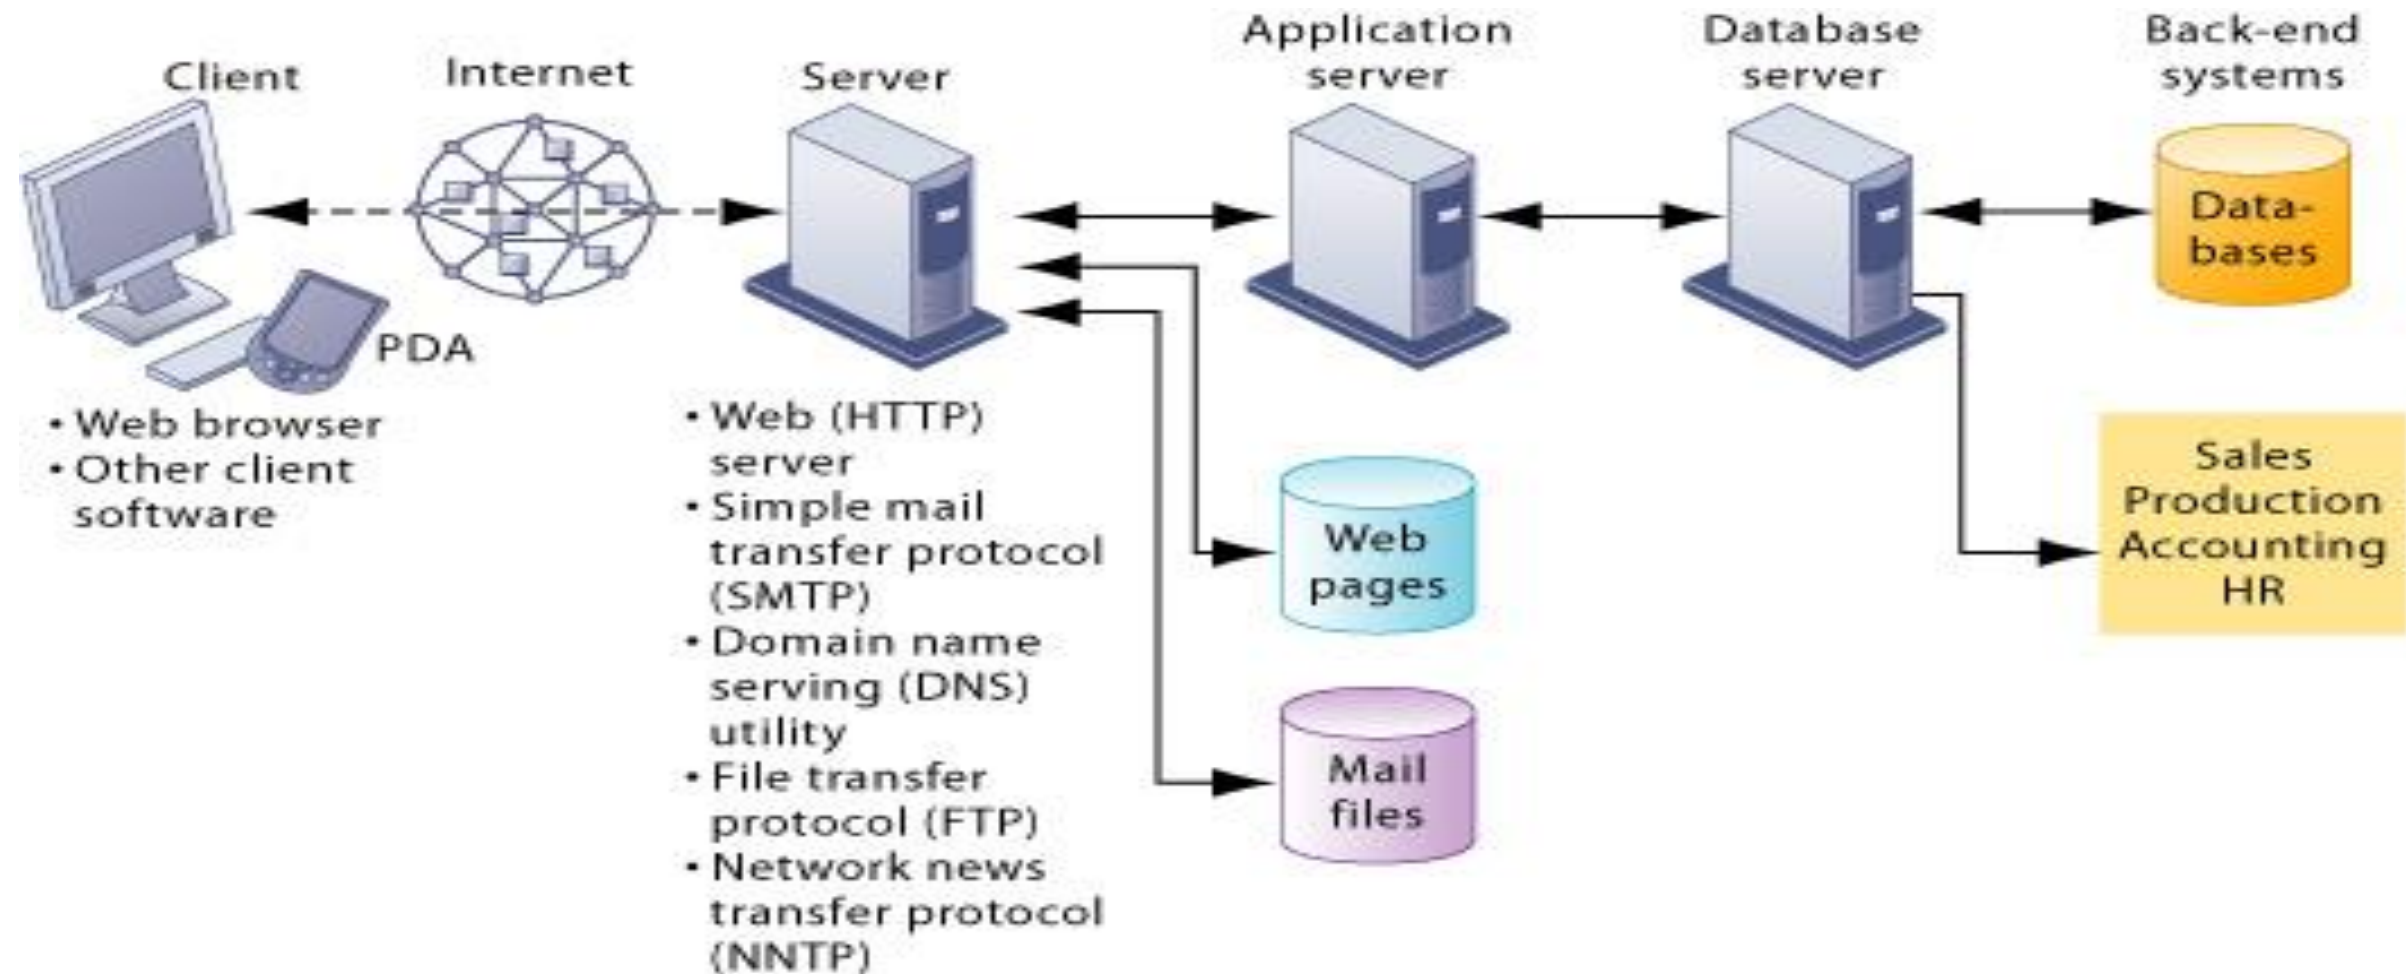 Client
Internet
Server
Application
server
Database
server
Back-end
systems
PDA
• Web browser
• Other client
software
• Web (HTTP)
server
• Simple mail
transfer protocol
(SMTP)
• Domain name
serving (DNS)
utility
• File transfer
protocol (FTP)
• Network news
transfer protocol
(NNTP)
Web
pages
Mail
files
Data-
bases
Sales
Production
Accounting
HR